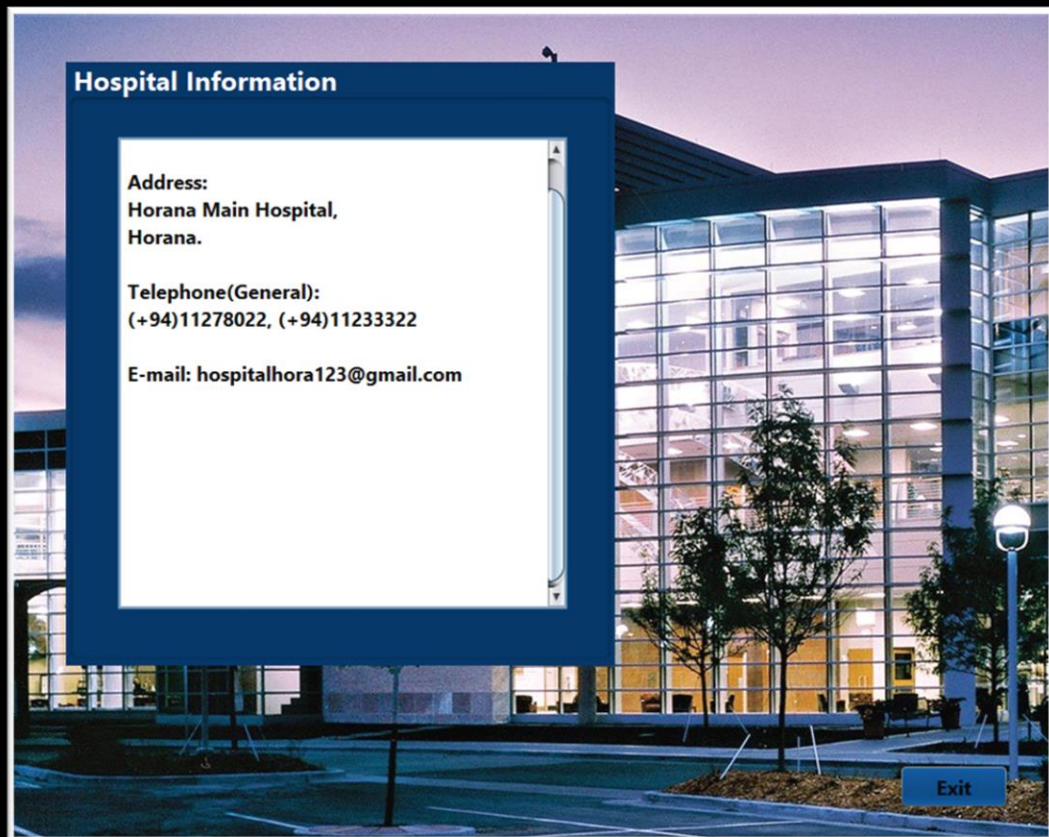 Hospital Information
Address:
Horana Main Hospital,
Horana.
Telephone(General):
(+94)11278022, (+94)11233322
E-mail: hospitalhora123@gmail.com
Exit